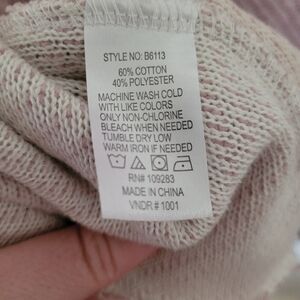 STYLE NO: B6113
60% COTTON
40% POLYESTER
MACHINE WASH COLD
WITH LIKE COLORS
ONLY NON-CHLORINE
BLEACH WHEN NEEDED
TUMBLE DRY LOW
WARM IRON IF NEEDED
RN# 109283
MADE IN CHINA
VNDR # 1001